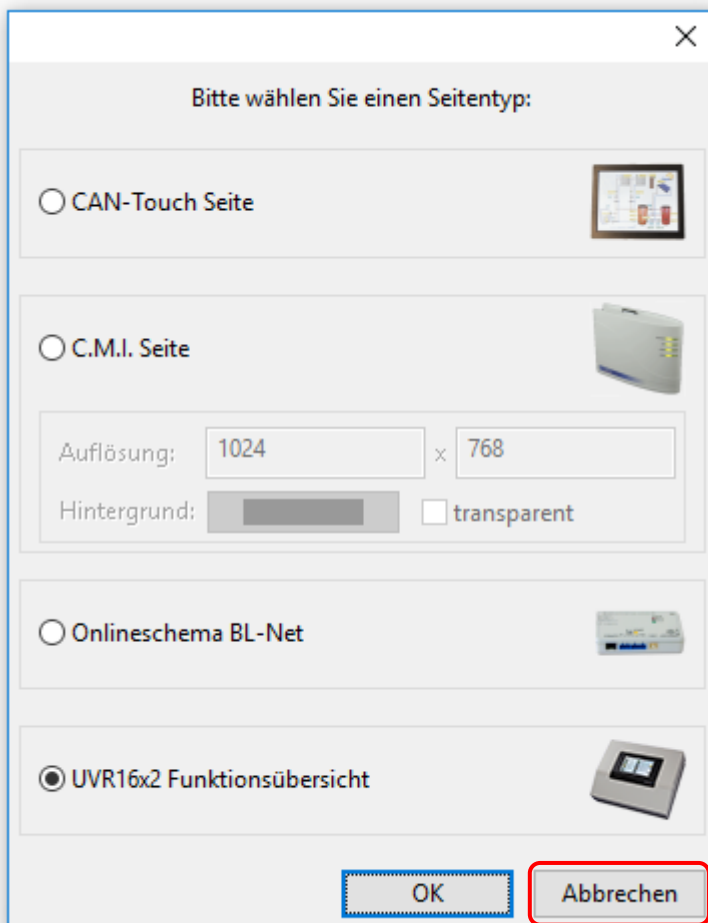 Bitte wählen Sie einen Seitentyp:
CAN-Touch Seite
C.M.I. Seite
Auflösung: 1024 x 768
Hintergrund: transparent
Onlineschema BL-Net
UVR16x2 Funktionsübersicht
OK Abbrechen